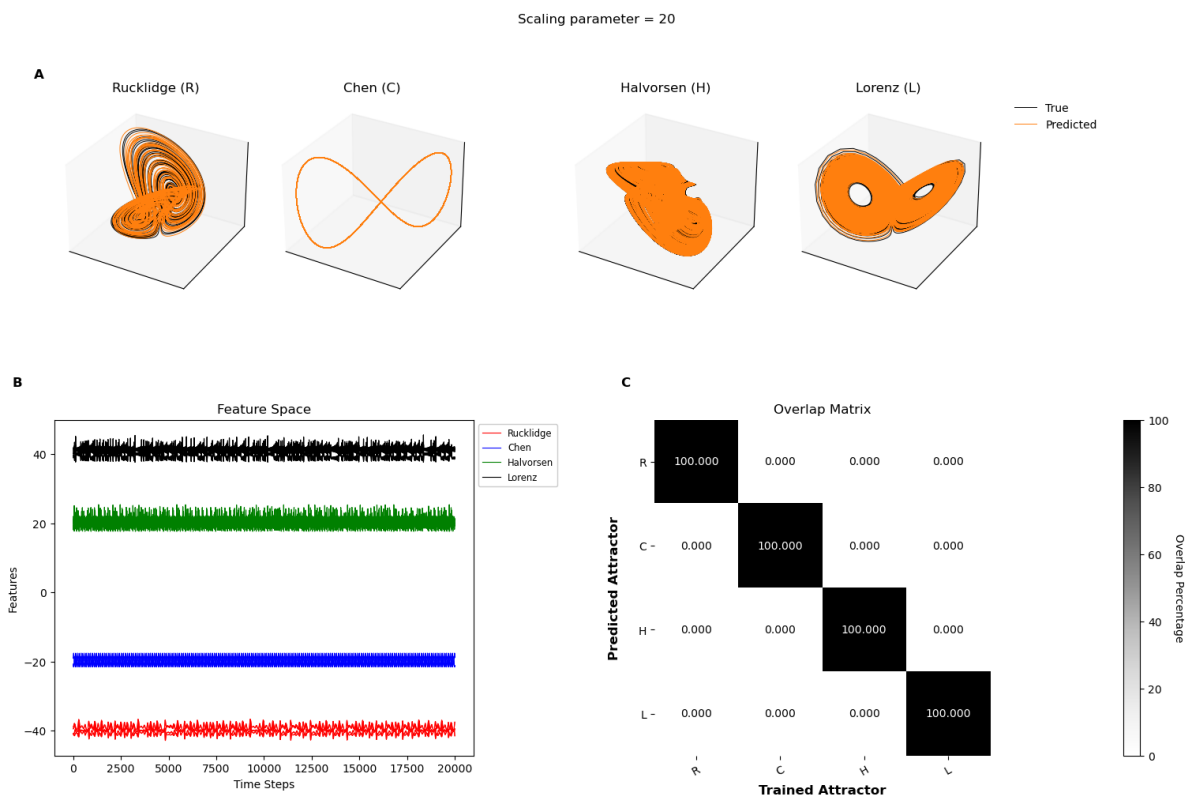 Scaling parameter = 20
A
Rucklidge (R)
Chen (C)
Halvorsen (H)
Lorenz (L)
True
Predicted
B
Feature Space
Features
40
20
0
−20
−40
0
2500
5000
7500
10000
12500
15000
17500
20000
Time Steps
Rucklidge
Chen
Halvorsen
Lorenz
C
Overlap Matrix
Predicted Attractor
R
100.000 0.000 0.000 0.000
C
0.000 100.000 0.000 0.000
H
0.000 0.000 100.000 0.000
L
0.000 0.000 0.000 100.000
R
C
H
L
Trained Attractor
100
80
60
40
20
0
Overlap Percentage